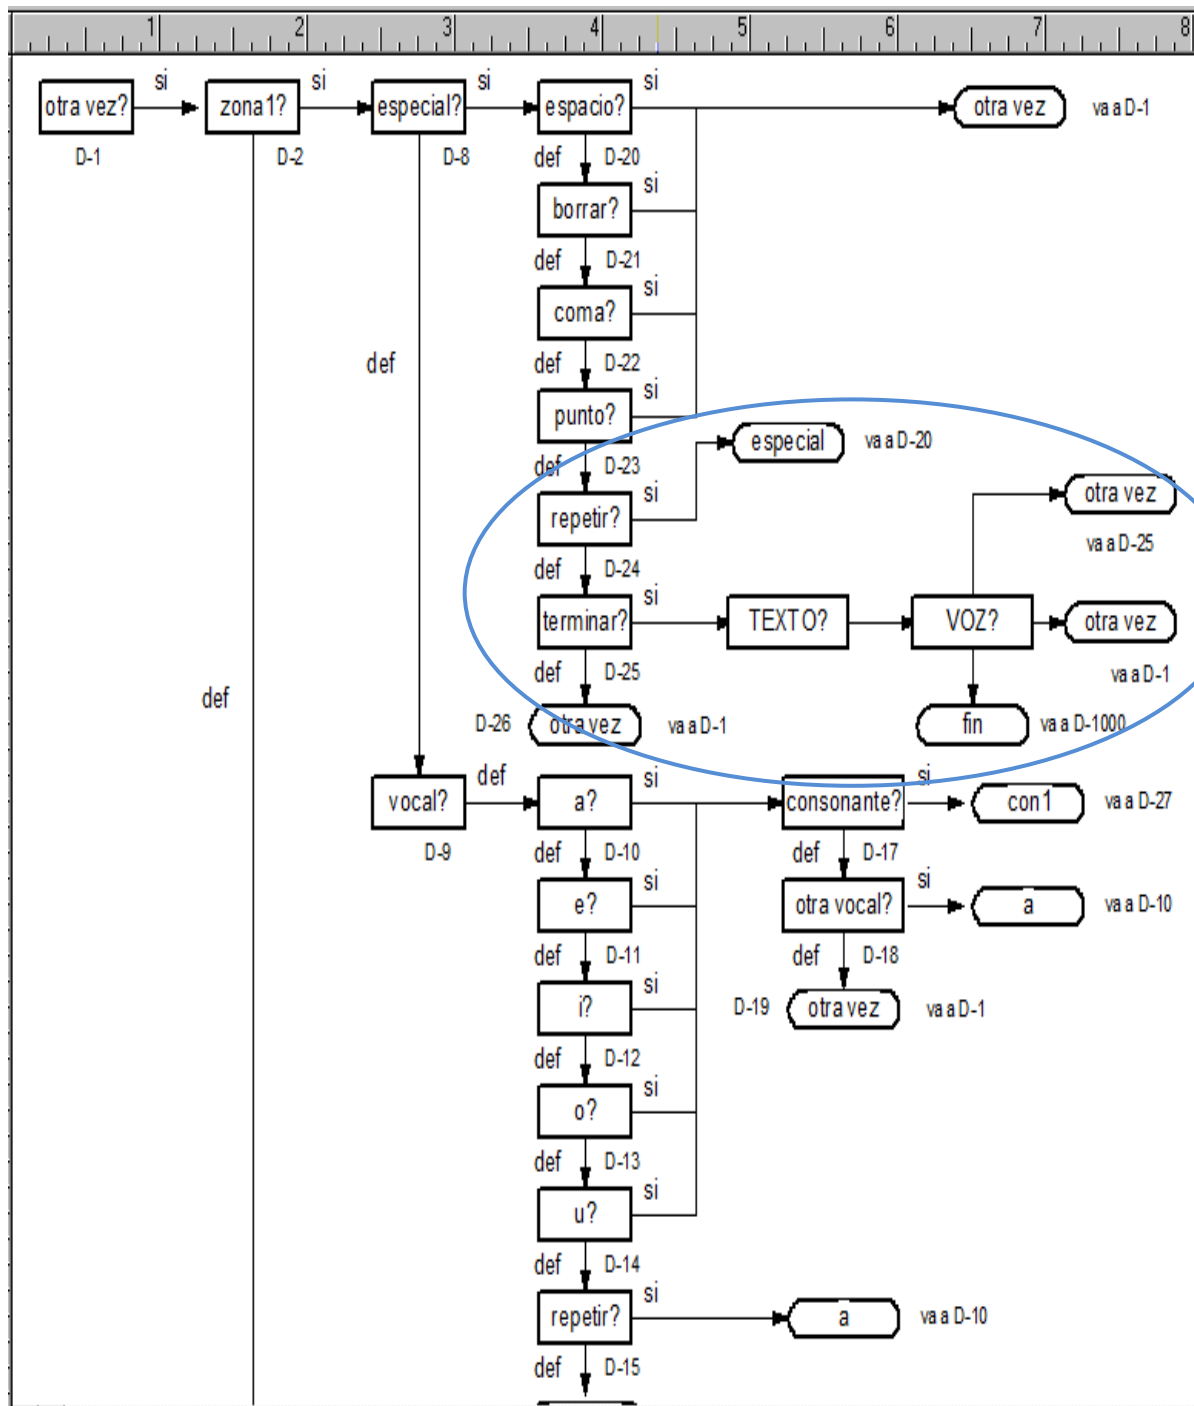 1 2 3 4 5 6 7 8
si si si si
otra vez? zona1? especial? espacio? otra vez va a D-1
D-1 D-2 D-8 def D-20
si
borrar?
def D-21
si
coma?
def def D-22
si
punto?
especial va a D-20
def D-23
si
otra vez
repetir?
va a D-25
def D-24
si
terminar? TEXTO? VOZ? otra vez
def D-25 va a D-1
def
D-26 otra vez va a D-1 fin va a D-1000
def si si
vocal? a? consonante? con1 va a D-27
D-9 def D-10 def D-17
si si
e? otra vocal? a va a D-10
def D-11 def D-18
si
i? D-19 otra vez va a D-1
def D-12
si
o?
def D-13
si
u?
def D-14
si
repetir? a va a D-10
def D-15